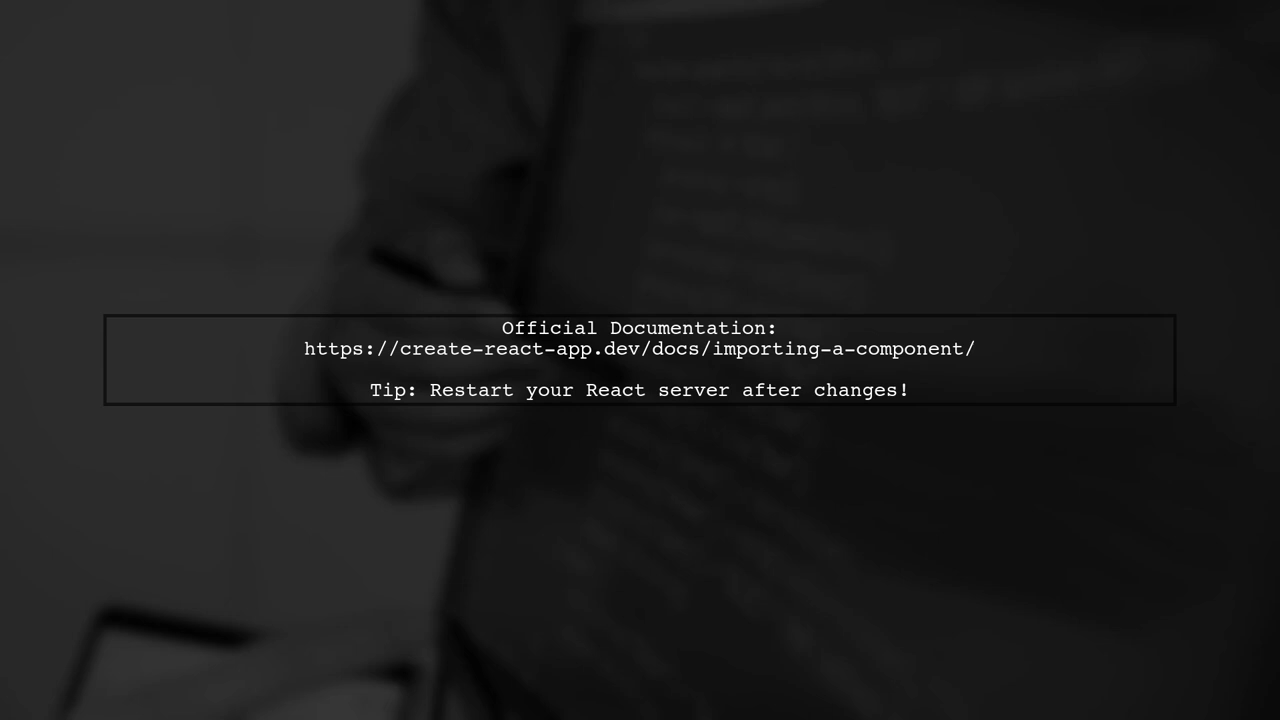 Official Documentation:
https://create-react-app.dev/docs/importing-a-component/
Tip: Restart your React server after changes!